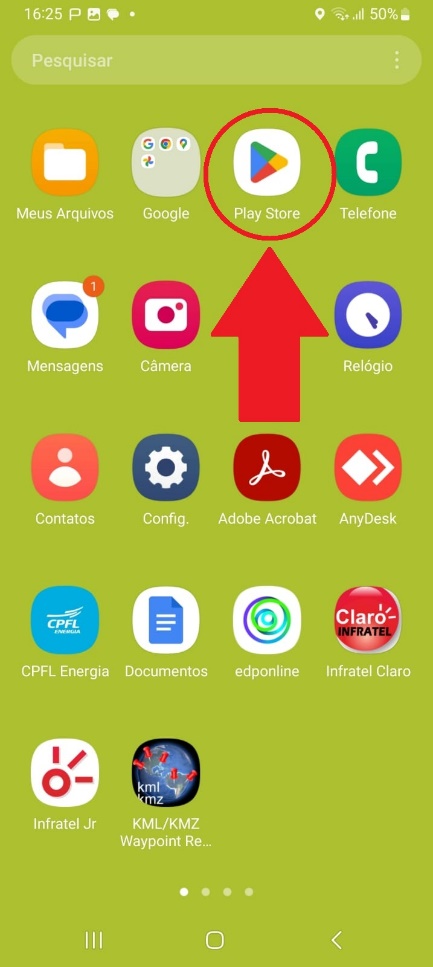 16:25
50%
Pesquisar
Meus Arquivos
Google
Play Store
Telefone
1
Mensagens
Câmera
Relógio
Contatos
Config.
Adobe Acrobat
AnyDesk
CPFL
ENERGIA
Claro
INFRATEL
CPFL Energia
Documentos
edponline
Infratel Claro
kml
kmz
Infratel Jr
KML/KMZ
Waypoint Re...